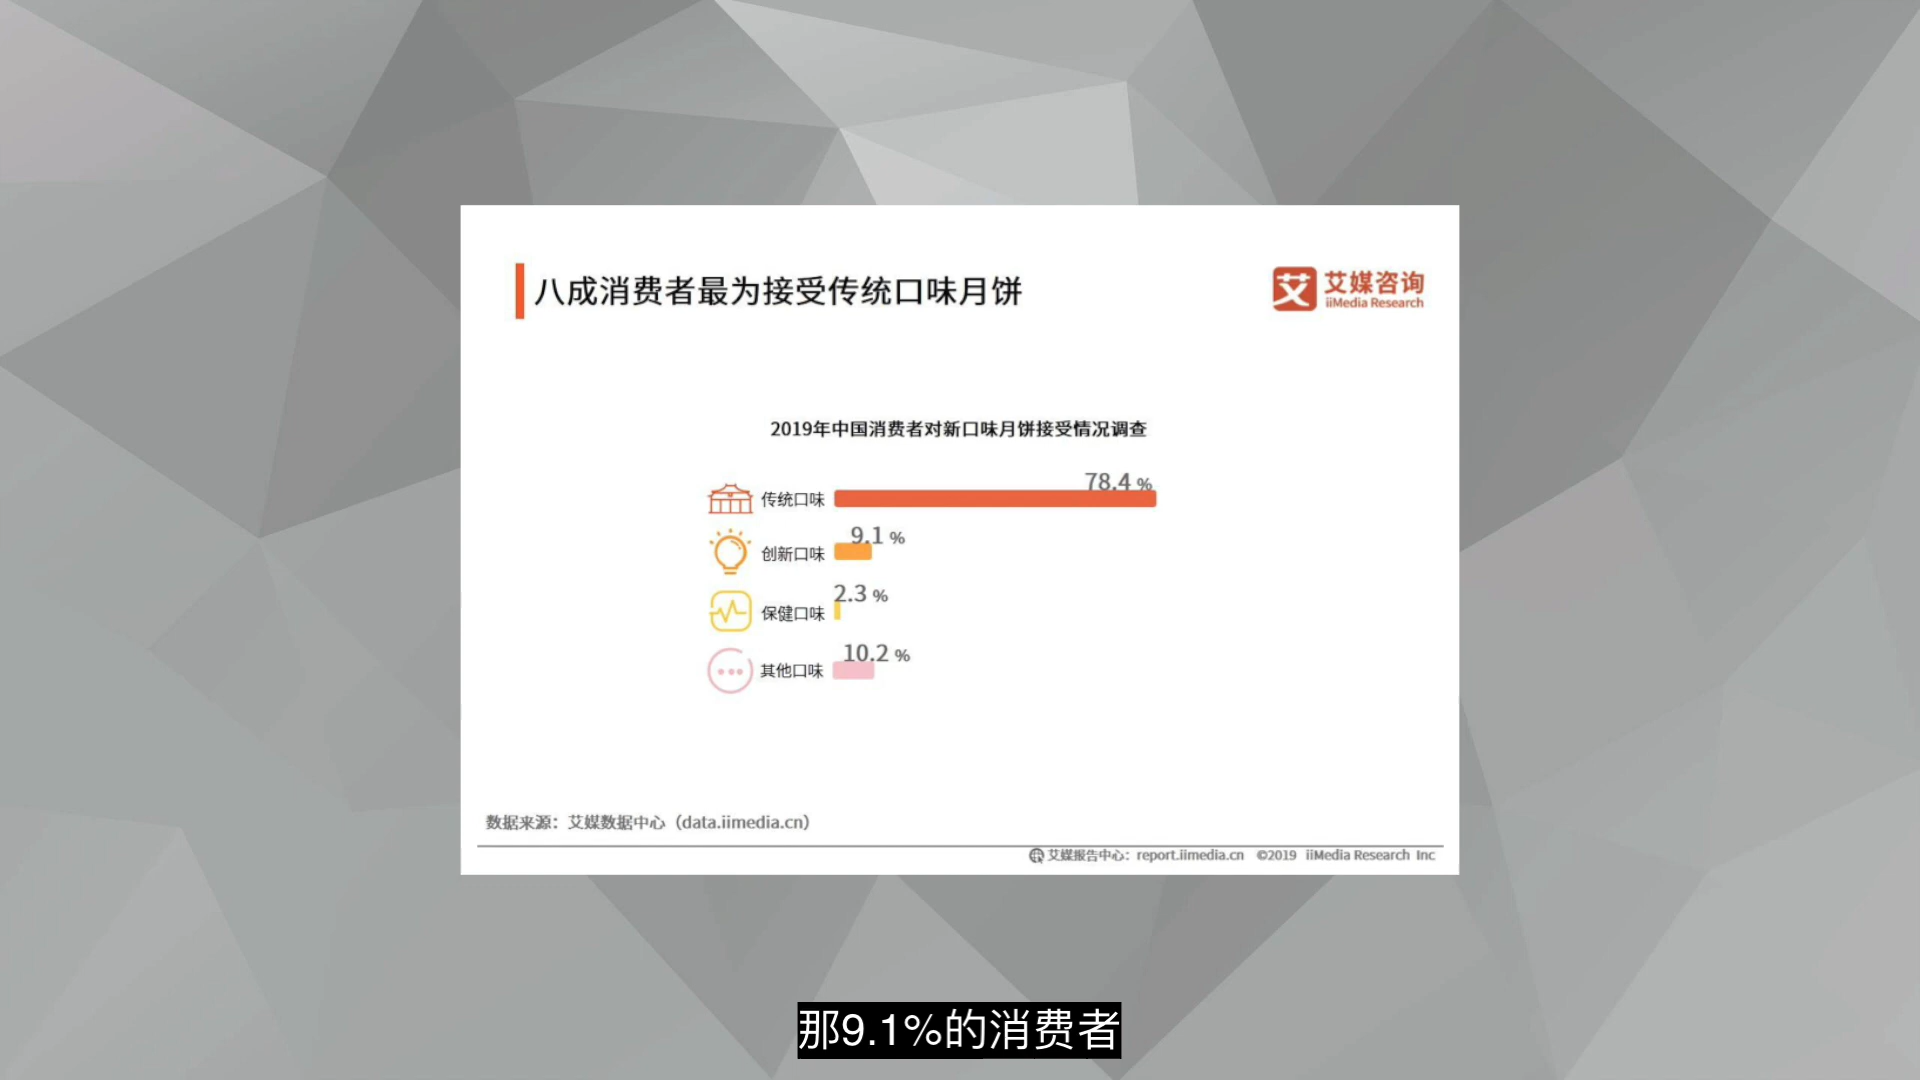 八成消费者最为接受传统口味月饼
艾 艾媒咨询
iiMedia Research
2019年中国消费者对新口味月饼接受情况调查
传统口味 78.4 %
创新口味 9.1 %
保健口味 2.3 %
其他口味 10.2 %
数据来源：艾媒数据中心（data.iimedia.cn）
艾媒报告中心：report.iimedia.cn ©2019 iiMedia Research Inc
那9.1%的消费者